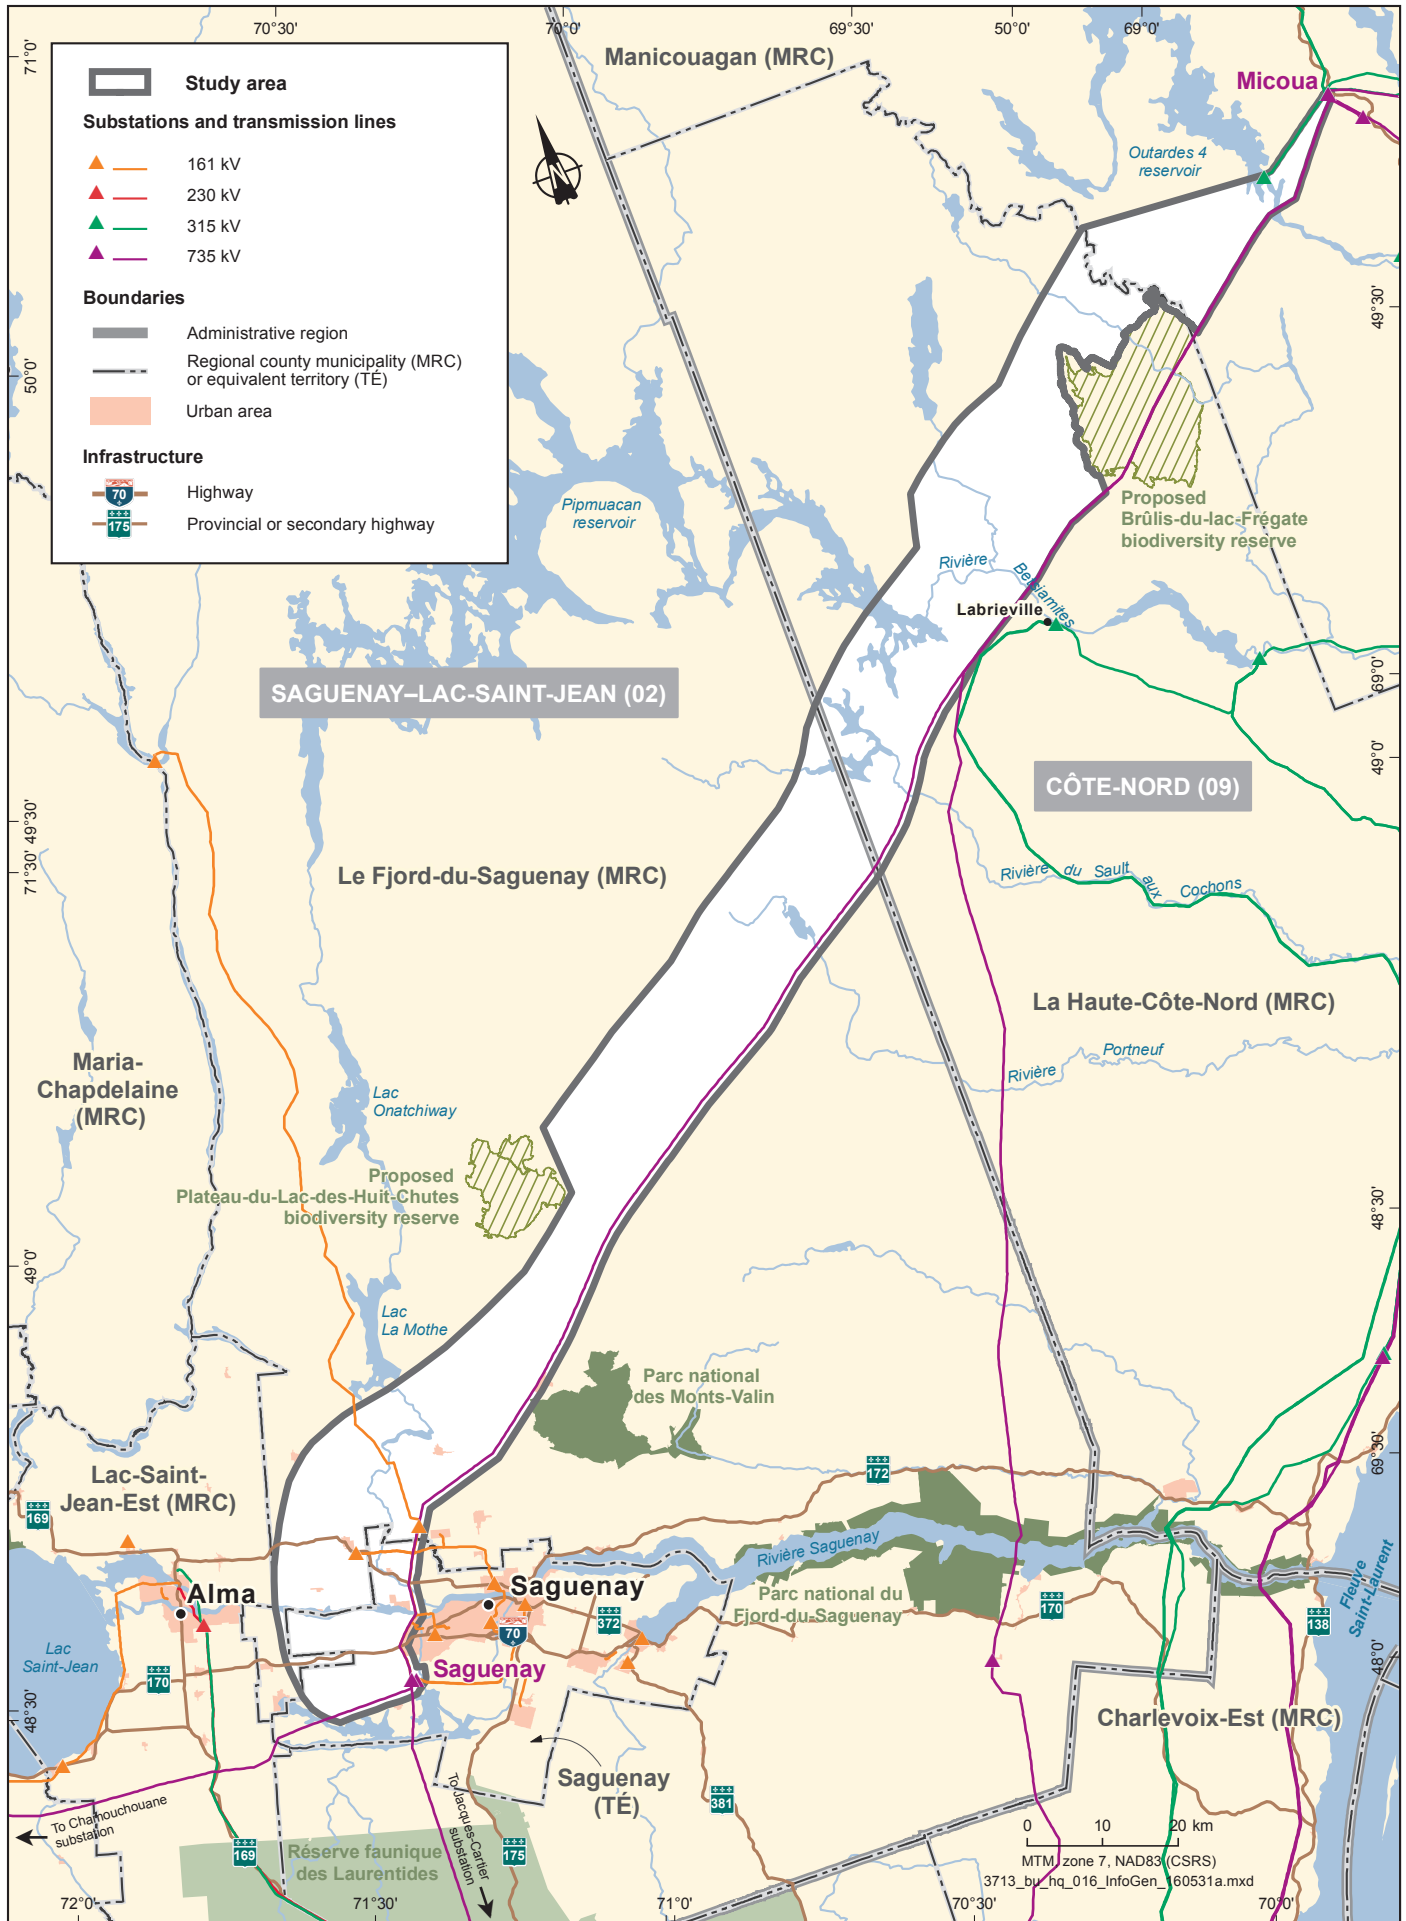 70°30'
70°0'
69°30'
50°0'
69°0'
71°0'
50°0'
71°30' 49°30'
49°0'
48°30'
49°30'
69°0'
49°0'
48°30'
69°30'
48°0'
72°0'
71°30'
71°0'
70°30'
70°0'
Study area
Substations and transmission lines
161 kV
230 kV
315 kV
735 kV
Boundaries
Administrative region
Regional county municipality (MRC)
or equivalent territory (TÉ)
Urban area
Infrastructure
70
Highway
175
Provincial or secondary highway
Manicouagan (MRC)
Micoua
Outardes 4
reservoir
Pipmuacan
reservoir
Proposed
Brûlis-du-lac-Frégate
biodiversity reserve
Rivière
Betsiamites
Labrieville
SAGUENAY–LAC-SAINT-JEAN (02)
CÔTE-NORD (09)
Le Fjord-du-Saguenay (MRC)
Rivière du Sault aux Cochons
La Haute-Côte-Nord (MRC)
Rivière Portneuf
Maria-
Chapdelaine
(MRC)
Lac
Onatchiway
Proposed
Plateau-du-Lac-des-Huit-Chutes
biodiversity reserve
Lac
La Mothe
Parc national
des Monts-Valin
Lac-Saint-
Jean-Est (MRC)
172
169
Rivière Saguenay
Alma
Saguenay
Parc national du
Fjord-du-Saguenay
372
70
170
138
Fleuve
Saint-Laurent
Lac
Saint-Jean
170
Saguenay
Charlevoix-Est (MRC)
Saguenay
(TÉ)
381
To Chamouchouane
substation
To Jacques-Cartier
substation
169
Réserve faunique
des Laurentides
175
0 10 20 km
MTM, zone 7, NAD83 (CSRS)
3713_bu_hq_016_InfoGen_160531a.mxd